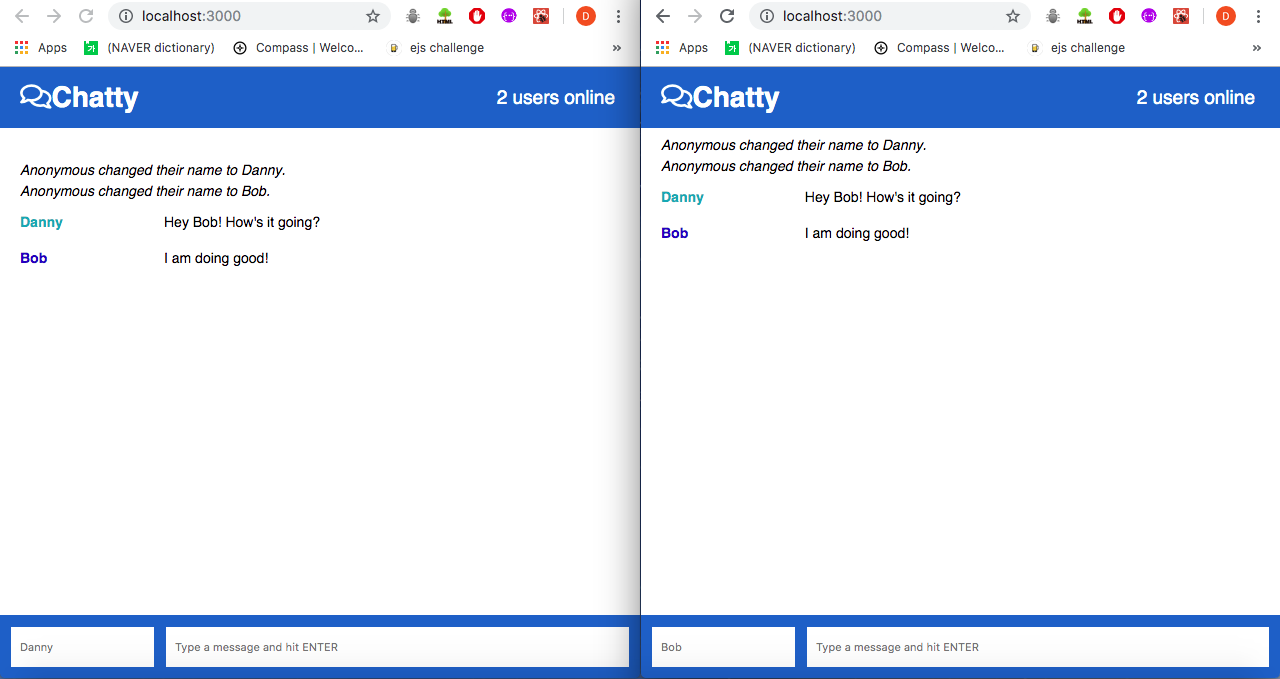 localhost:3000
Apps (NAVER dictionary) Compass | Welco... ejs challenge »
Chatty 2 users online
Anonymous changed their name to Danny.
Anonymous changed their name to Bob.
Danny Hey Bob! How's it going?
Bob I am doing good!
Danny Type a message and hit ENTER
localhost:3000
Apps (NAVER dictionary) Compass | Welco... ejs challenge »
Chatty 2 users online
Anonymous changed their name to Danny.
Anonymous changed their name to Bob.
Danny Hey Bob! How's it going?
Bob I am doing good!
Bob Type a message and hit ENTER